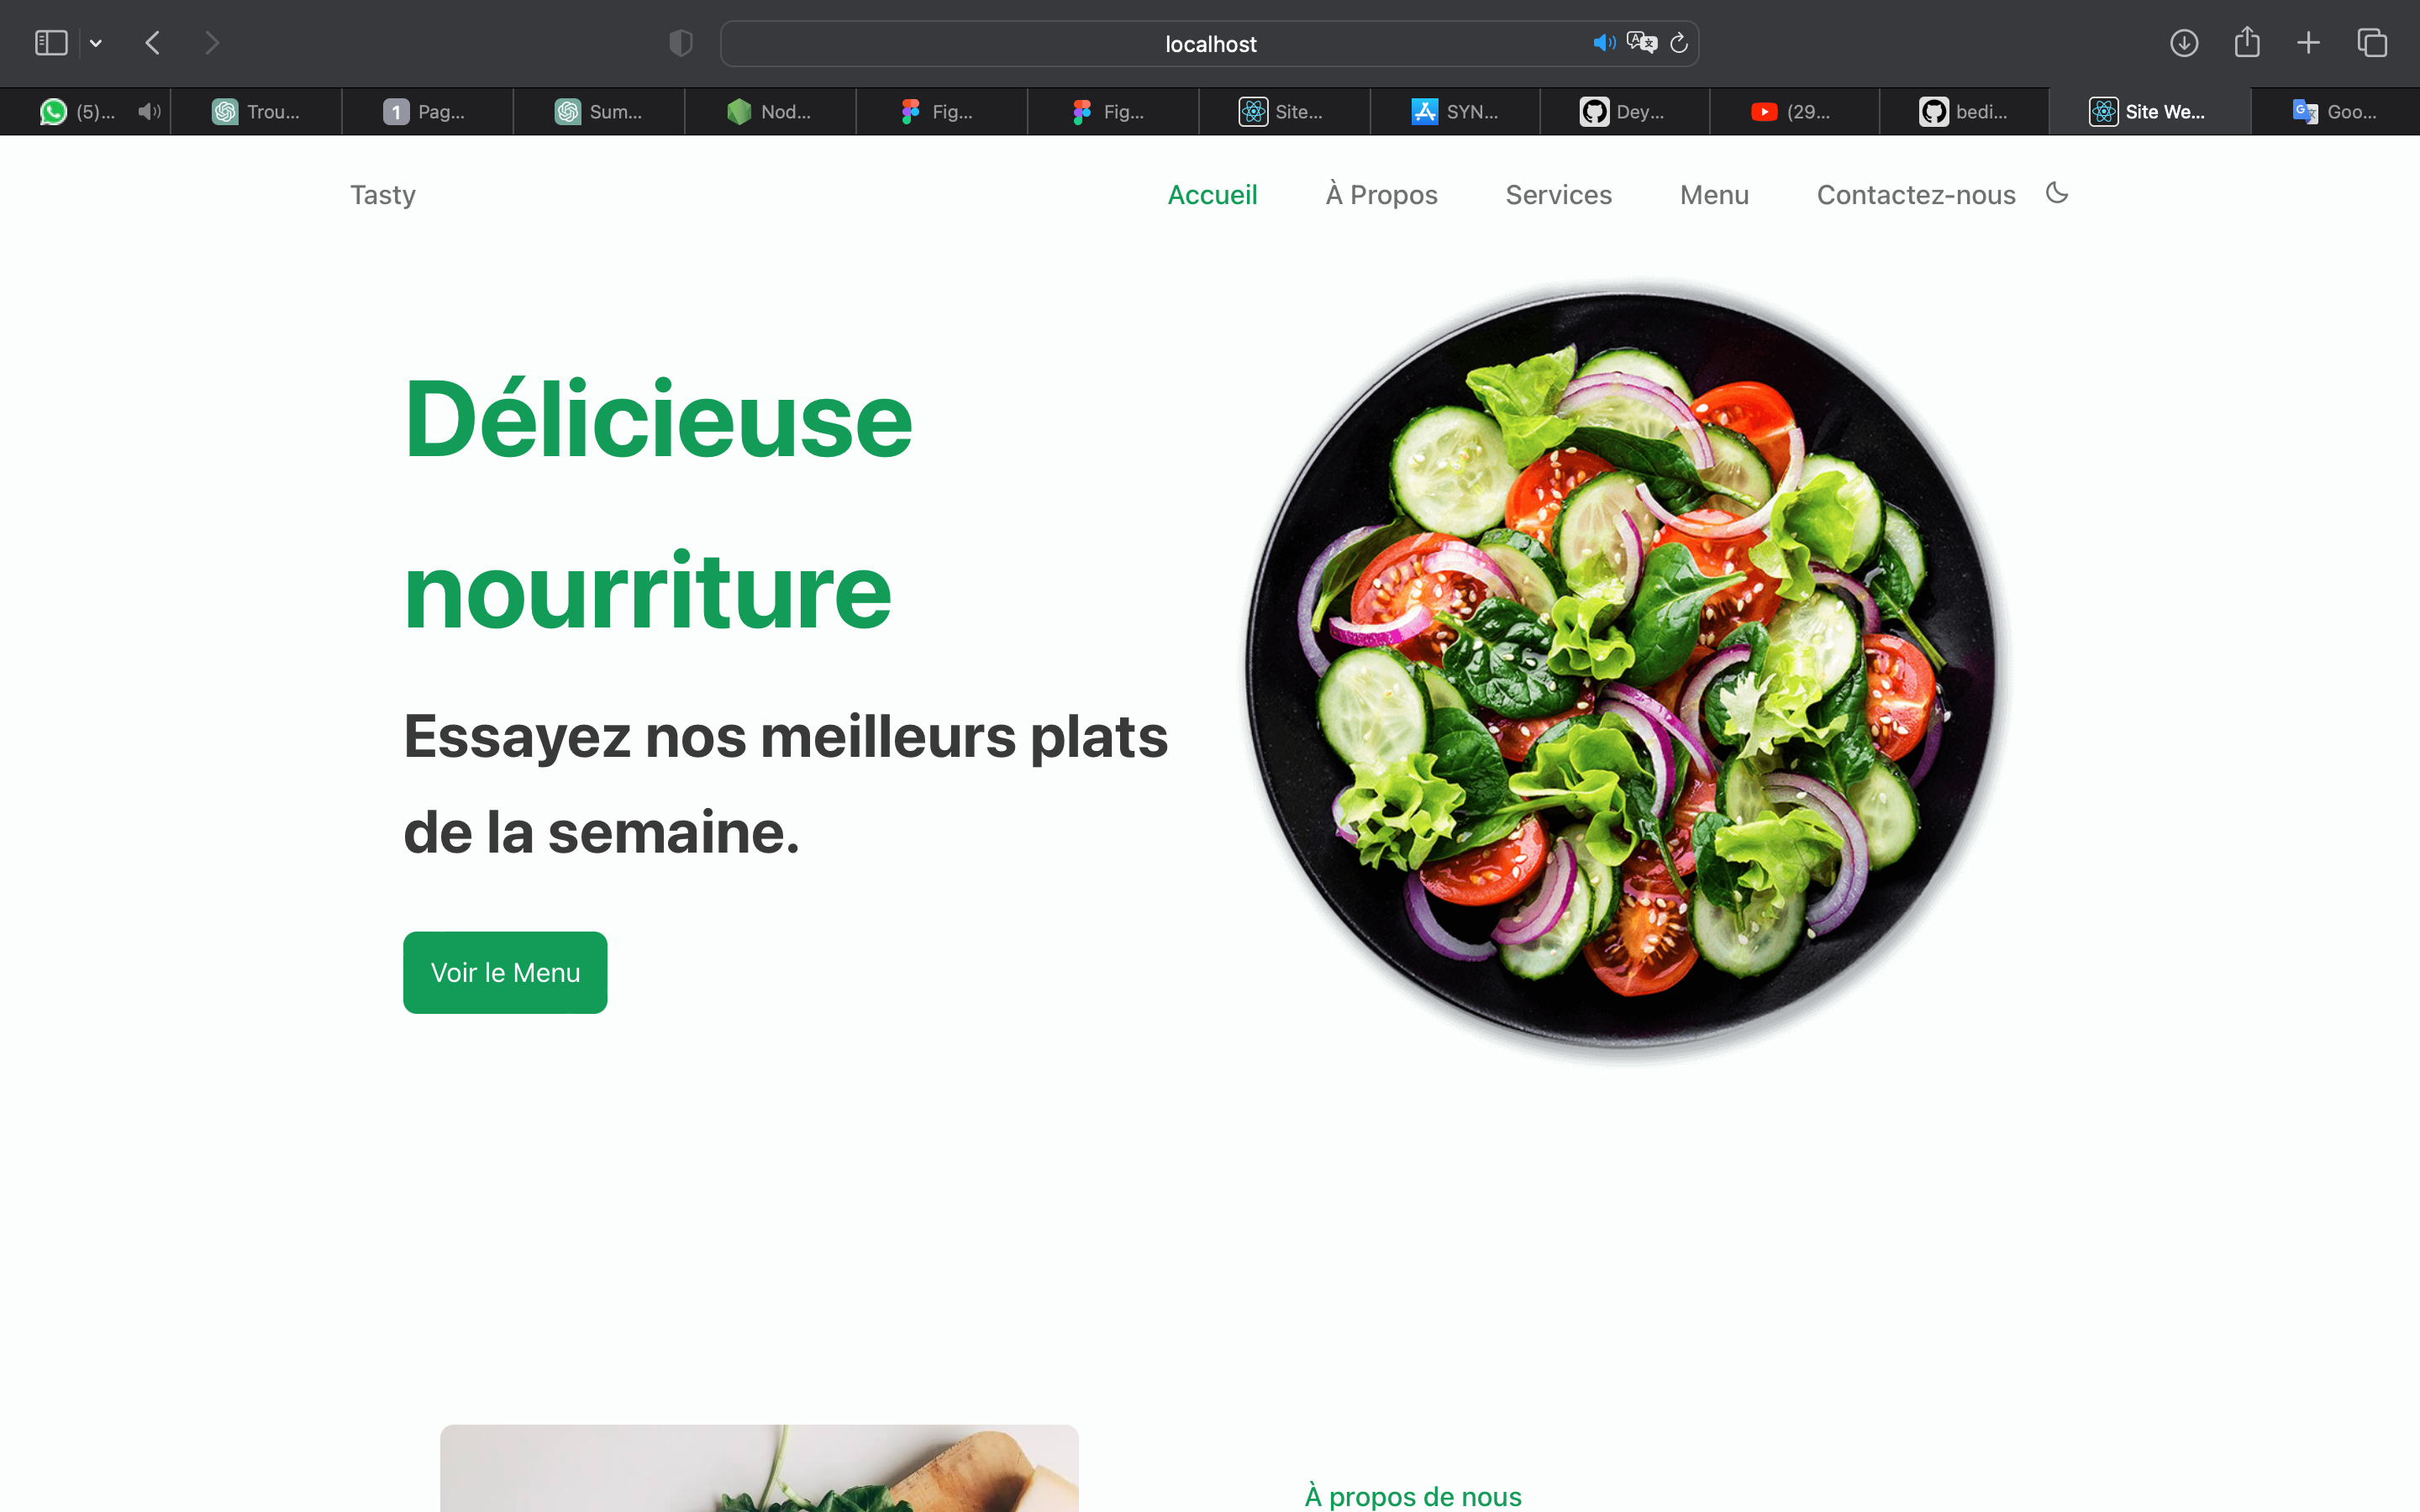 localhost
(5)...
Trou...
1
Pag...
Sum...
Nod...
Fig...
Fig...
Site...
SYN...
Dey...
(29...
bedi...
Site We...
Goo...
Tasty
Accueil
À Propos
Services
Menu
Contactez-nous
Délicieuse
nourriture
Essayez nos meilleurs plats
de la semaine.
Voir le Menu
À propos de nous